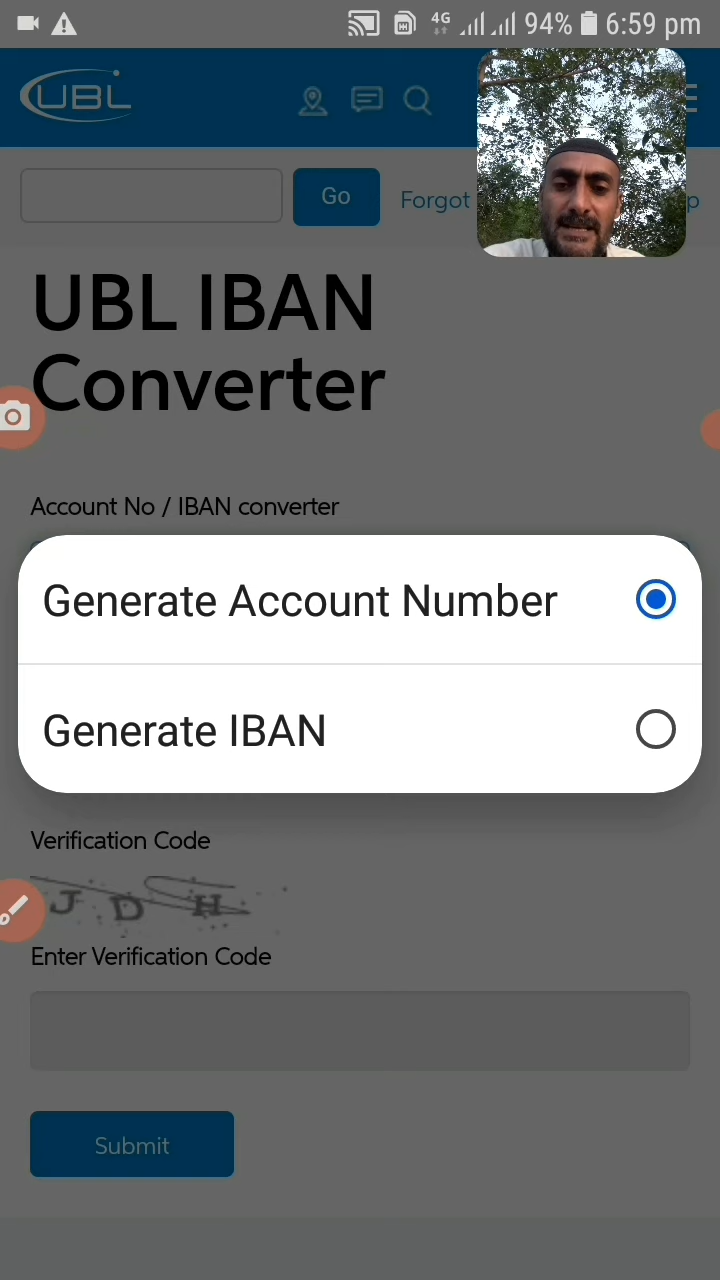 4G 94% 6:59 pm
UBL
Go Forgot p
UBL IBAN
Converter
Account No / IBAN converter
Generate Account Number
Generate IBAN
Verification Code
J D H
Enter Verification Code
Submit